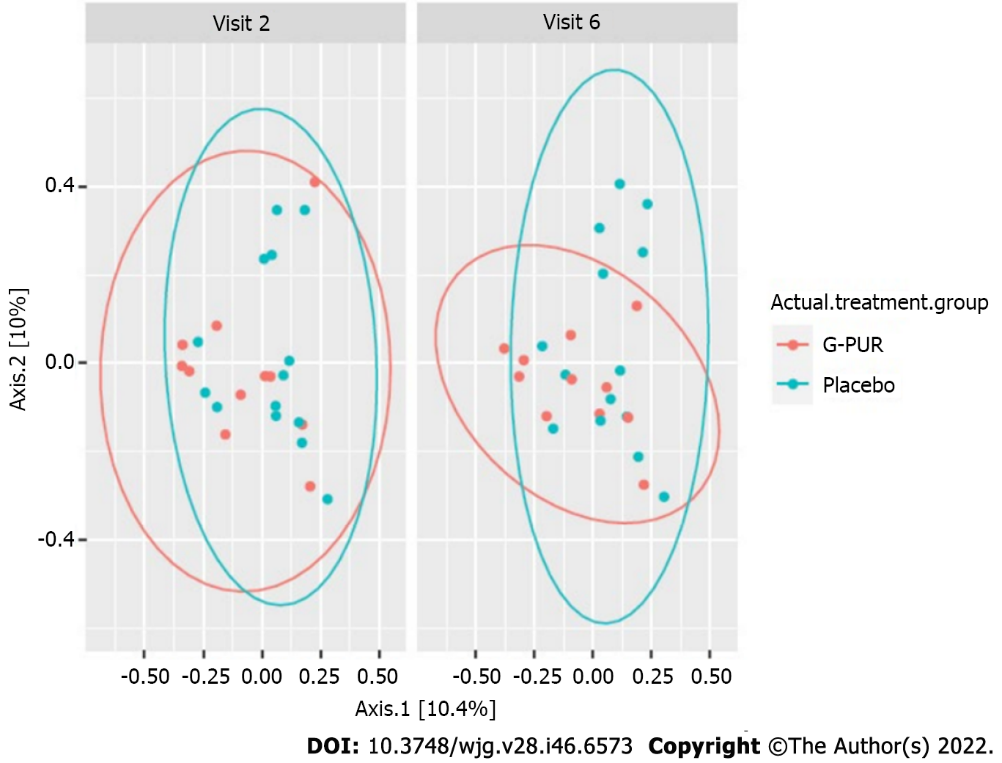 Visit 2
Visit 6
0.4
0.0
-0.4
Axis.2 [10%]
-0.50 -0.25 0.00 0.25 0.50
-0.50 -0.25 0.00 0.25 0.50
Axis.1 [10.4%]
Actual.treatment.group
G-PUR
Placebo
DOI: 10.3748/wjg.v28.i46.6573 Copyright ©The Author(s) 2022.